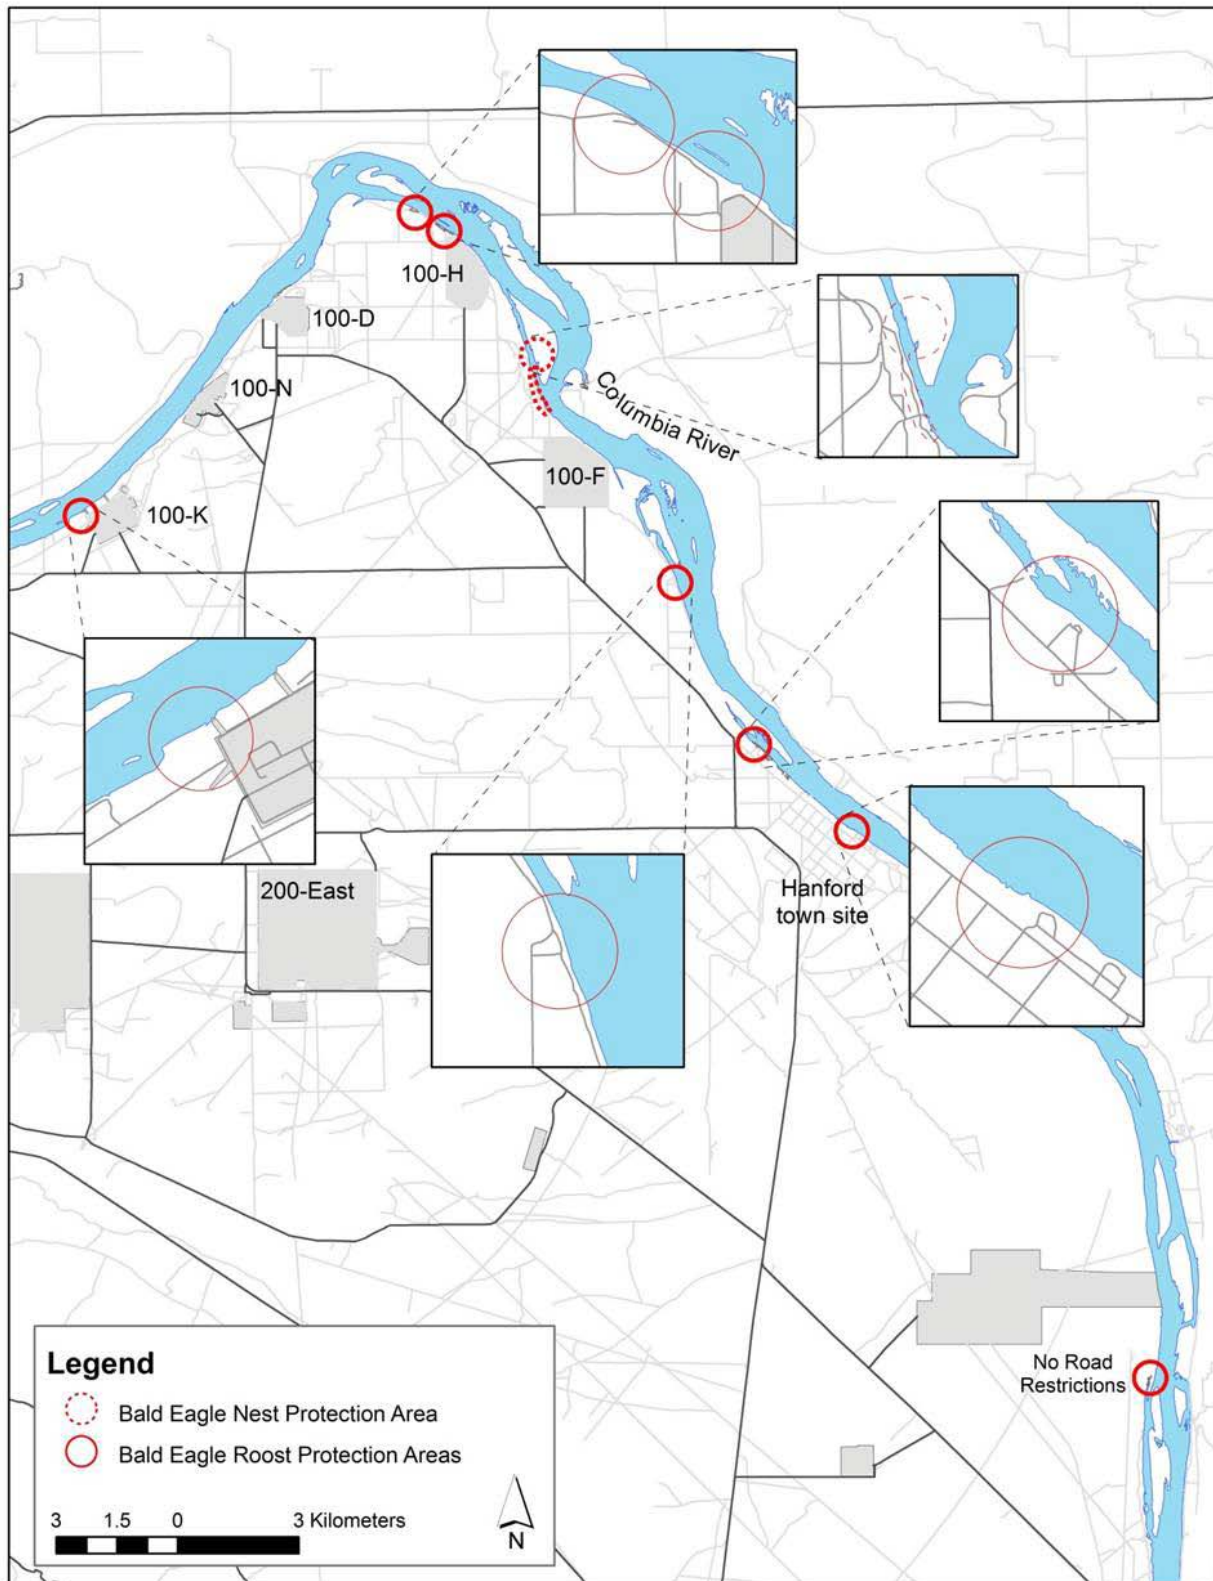 100-H
100-D
100-N
Columbia River
100-F
100-K
200-East
Hanford
town site
No Road
Restrictions
Legend
Bald Eagle Nest Protection Area
Bald Eagle Roost Protection Areas
3 1.5 0 3 Kilometers
N